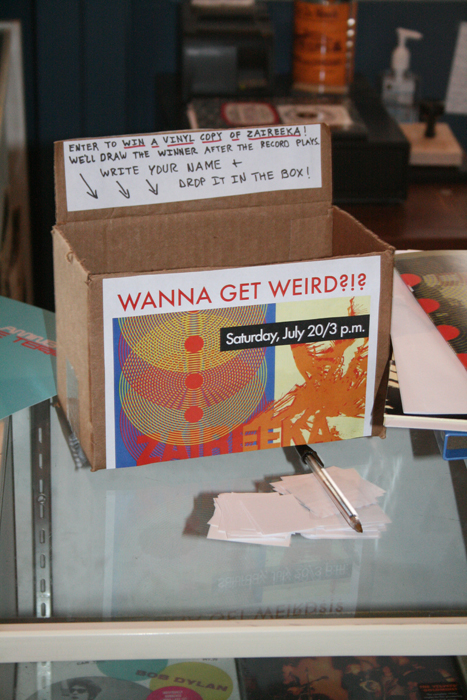 ENTER TO WIN A VINYL COPY OF ZAIREEKA!
WE'LL DRAW THE WINNER AFTER THE RECORD PLAYS.
WRITE YOUR NAME +
DROP IT IN THE BOX!
WANNA GET WEIRD?!?
Saturday, July 20/3 p.m.
ZAIREEKA
BOB DYLAN